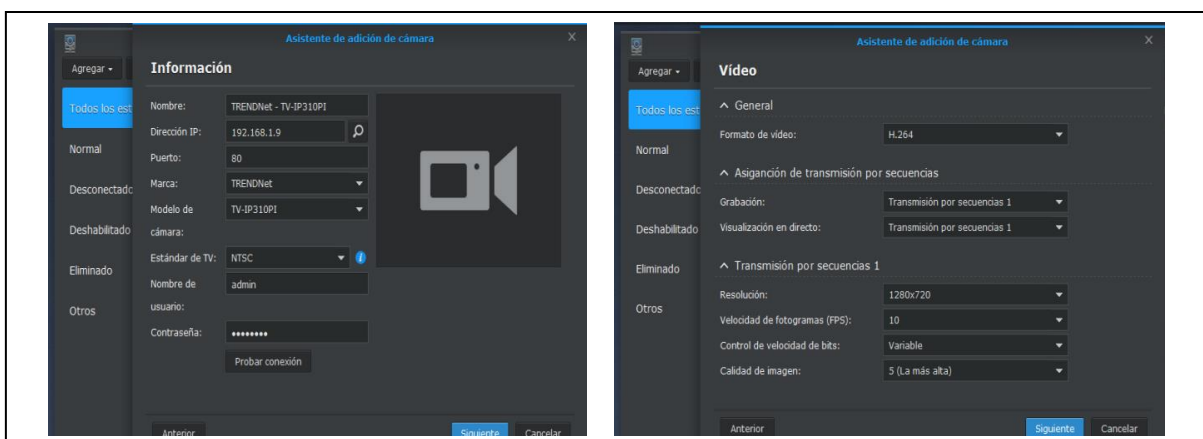 Asistente de adición de cámara X
Agregar
Información
Todos los est
Nombre: TRENDNet - TV-IP310PI
Dirección IP: 192.168.1.9
Normal
Puerto: 80
Marca: TRENDNet
Desconectado
Modelo de TV-IP310PI
Deshabilitado
cámara:
Estándar de TV: NTSC i
Eliminado
Nombre de admin
Otros
usuario:
Contraseña: ••••••••
Probar conexión
Anterior Siguiente Cancelar
Asistente de adición de cámara X
Agregar
Vídeo
Todos los est
General
Formato de vídeo: H.264
Normal
Asiganción de transmisión por secuencias
Desconectado
Grabación: Transmisión por secuencias 1
Deshabilitado
Visualización en directo: Transmisión por secuencias 1
Eliminado
Transmisión por secuencias 1
Resolución: 1280x720
Otros
Velocidad de fotogramas (FPS): 10
Control de velocidad de bits: Variable
Calidad de imagen: 5 (La más alta)
Anterior Siguiente Cancelar